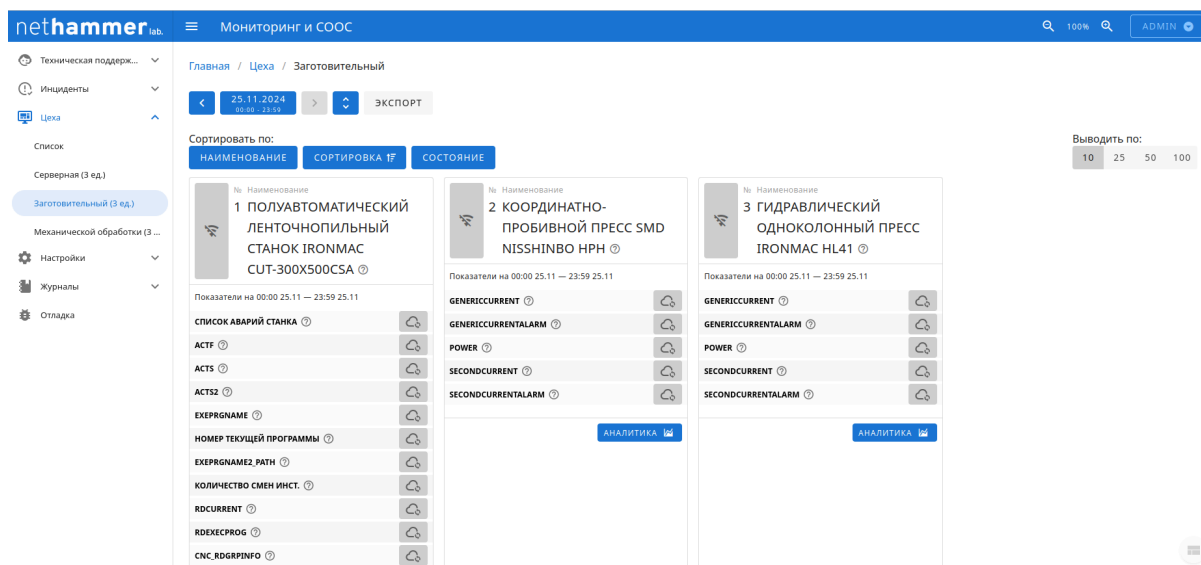 nethammer lab.
Мониторинг и СООС
100%
ADMIN
Техническая поддерж...
Инциденты
Цеха
Список
Серверная (3 ед.)
Заготовительный (3 ед.)
Механической обработки (3 ...
Настройки
Журналы
Отладка
Главная / Цеха / Заготовительный
25.11.2024
00:00 - 23:59
ЭКСПОРТ
Сортировать по:
НАИМЕНОВАНИЕ СОРТИРОВКА СОСТОЯНИЕ
Выводить по:
10 25 50 100
№ Наименование
1 ПОЛУАВТОМАТИЧЕСКИЙ
ЛЕНТОЧНОПИЛЬНЫЙ
СТАНОК IRONMAC
CUT-300X500CSA
Показатели на 00:00 25.11 — 23:59 25.11
СПИСОК АВАРИЙ СТАНКА
ACTF
ACTS
ACTS2
EXEPRGNAME
НОМЕР ТЕКУЩЕЙ ПРОГРАММЫ
EXEPRGNAME2_PATH
КОЛИЧЕСТВО СМЕН ИНСТ.
RDCURRENT
RDEXECPROG
CNC_RDGRPINFO
№ Наименование
2 КООРДИНАТНО-
ПРОБИВНОЙ ПРЕСС SMD
NISSHINBO HPH
Показатели на 00:00 25.11 — 23:59 25.11
GENERICCURRENT
GENERICCURRENTALARM
POWER
SECONDCURRENT
SECONDCURRENTALARM
АНАЛИТИКА
№ Наименование
3 ГИДРАВЛИЧЕСКИЙ
ОДНОКОЛОННЫЙ ПРЕСС
IRONMAC HL41
Показатели на 00:00 25.11 — 23:59 25.11
GENERICCURRENT
GENERICCURRENTALARM
POWER
SECONDCURRENT
SECONDCURRENTALARM
АНАЛИТИКА